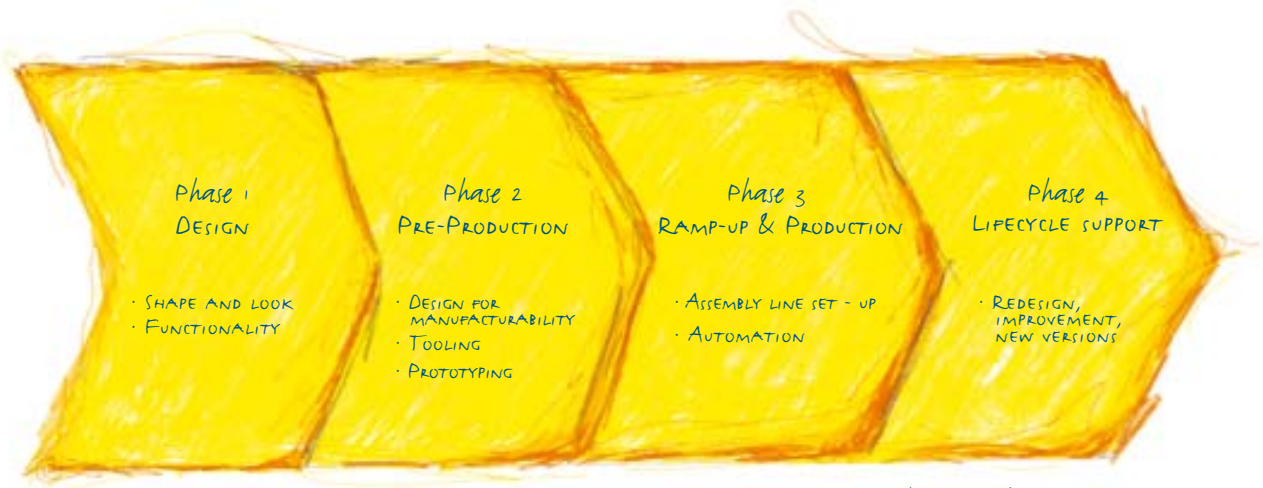 Phase 1
DESIGN
· SHAPE AND LOOK
· FUNCTIONALITY
Phase 2
PRE-PRODUCTION
· DESIGN FOR
MANUFACTURABILITY
· TOOLING
· PROTOTYPING
Phase 3
RAMP-UP & PRODUCTION
· ASSEMBLY LINE SET - UP
· AUTOMATION
Phase 4
LIFECYCLE SUPPORT
· REDESIGN,
IMPROVEMENT,
NEW VERSIONS